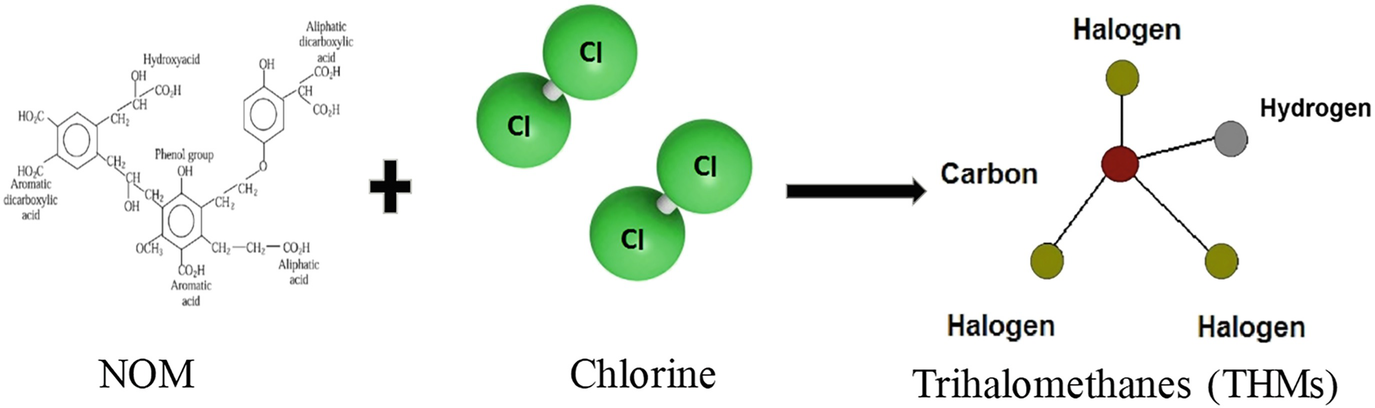 Aliphatic
dicarboxylic
acid
Hydroxyacid
OH
CO₂H
CH
CH₂
HO₂C
HO₂C
Aromatic
dicarboxylic
acid
CH₂
CH
OH
CH₂
Phenol group
OH
OH
CO₂H
CH
CO₂H
O
CH₂
CH₂
OCH₃
CO₂H
Aromatic
acid
CH₂—CH₂—CO₂H
Aliphatic
acid
NOM
+
Cl
Cl
Cl
Cl
Chlorine
Halogen
Hydrogen
Carbon
Halogen
Halogen
Trihalomethanes (THMs)